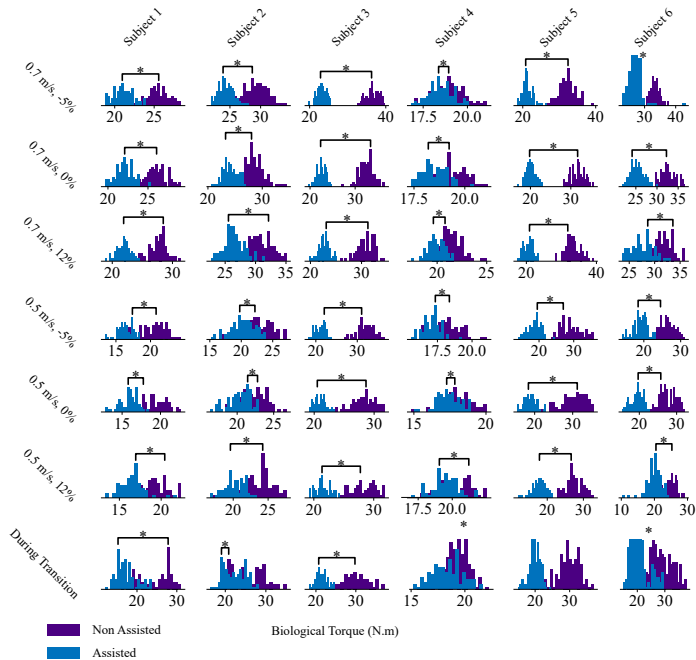 Subject 1 Subject 2 Subject 3 Subject 4 Subject 5 Subject 6
0.7 m/s, -5%
* * * * * *
20 25 25 30 20 40 17.5 20.0 20 40 30 40
0.7 m/s, 0%
* * * * * *
20 25 20 30 20 30 17.5 20.0 20 30 25 30 35
0.7 m/s, 12%
* * * * * *
20 30 20 25 30 35 20 30 20 25 20 30 40 25 30 35
0.5 m/s, -5%
* * * * * *
15 20 15 20 25 20 30 17.5 20.0 20 30 20 30
0.5 m/s, 0%
* * * * * *
15 20 20 25 20 30 15 20 20 30 20 30
0.5 m/s, 12%
* * * * * *
15 20 20 25 20 30 17.5 20.0 20 30 10 20 30
During Transition
* * * * *
20 30 20 30 20 30 15 20 20 30 20 30
Non Assisted
Biological Torque (N.m)
Assisted